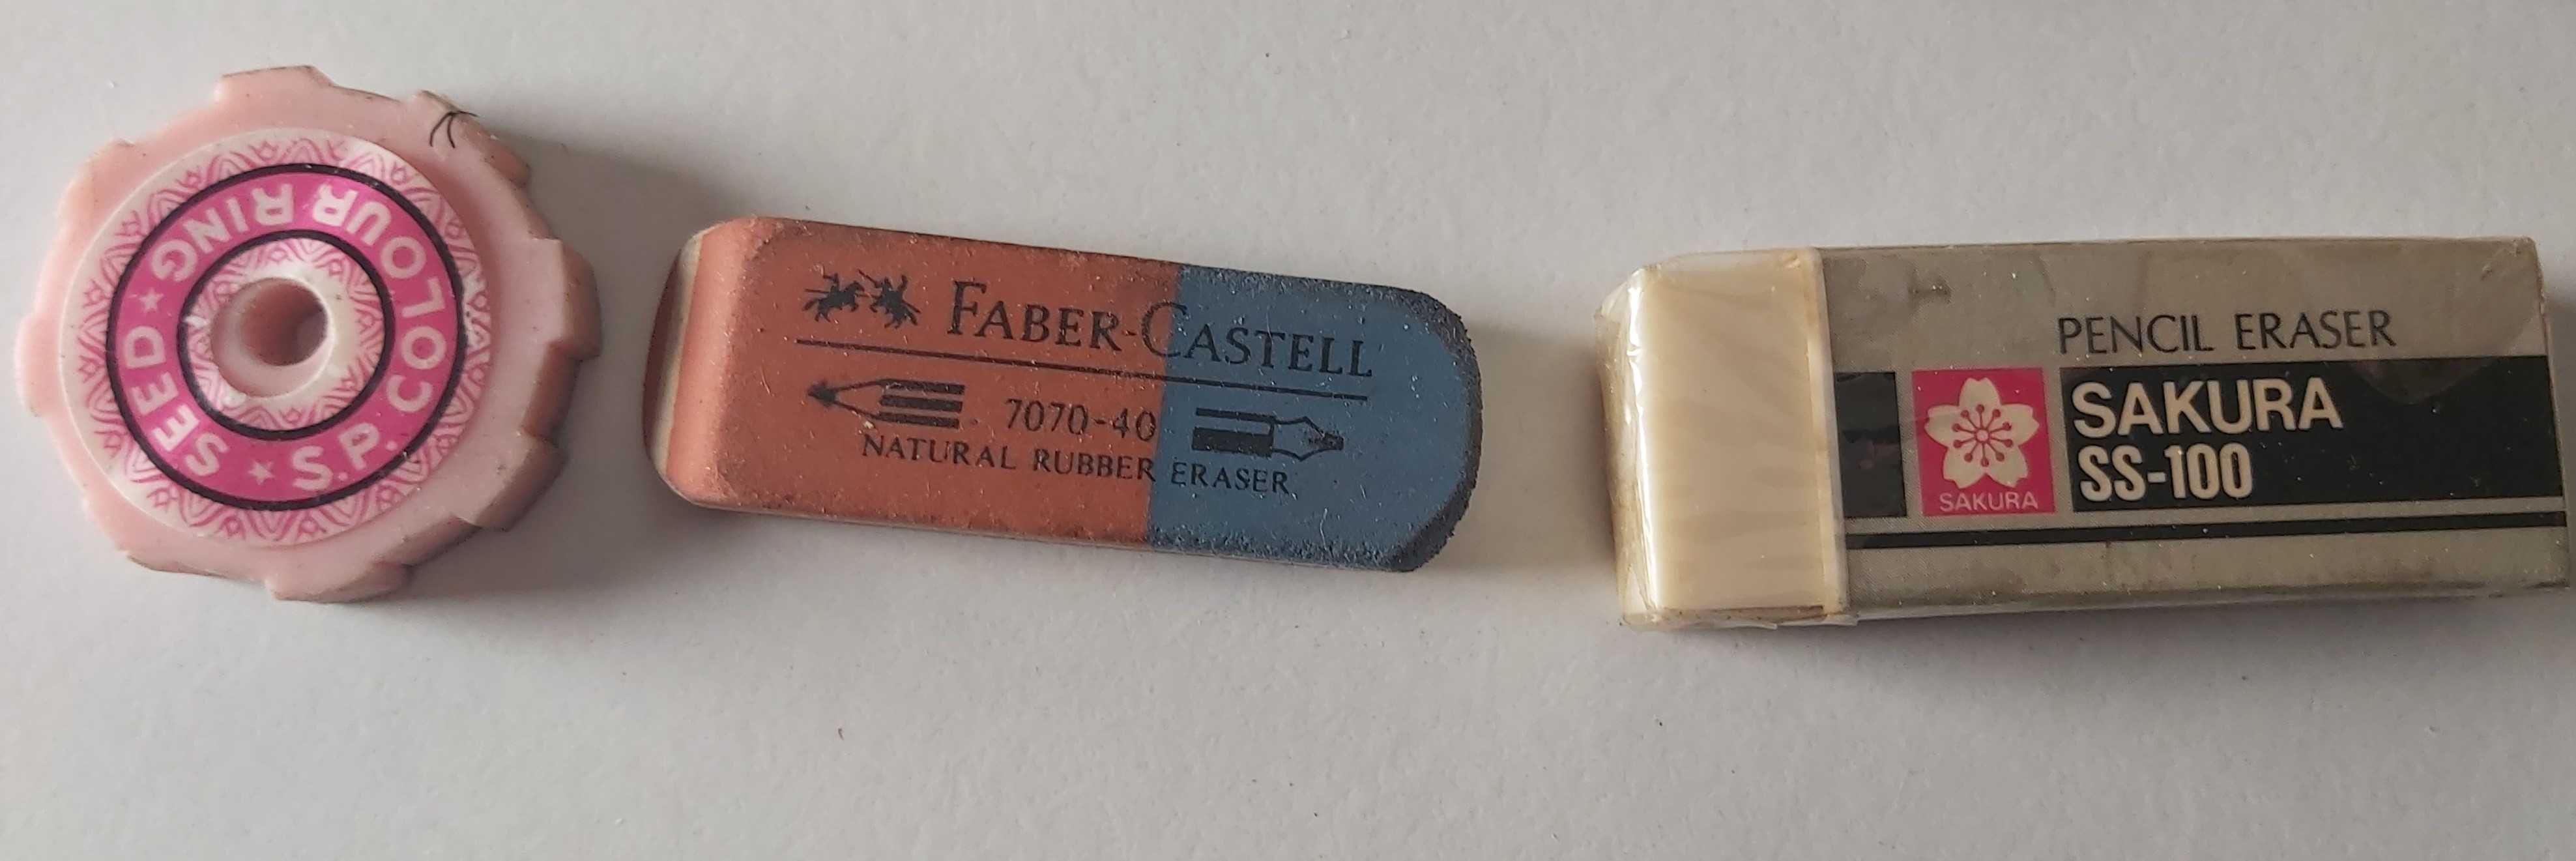 SEED ★ S.P. COLOUR RING ★
FABER-CASTELL
7070-40
NATURAL RUBBER ERASER
PENCIL ERASER
SAKURA
SS-100
SAKURA